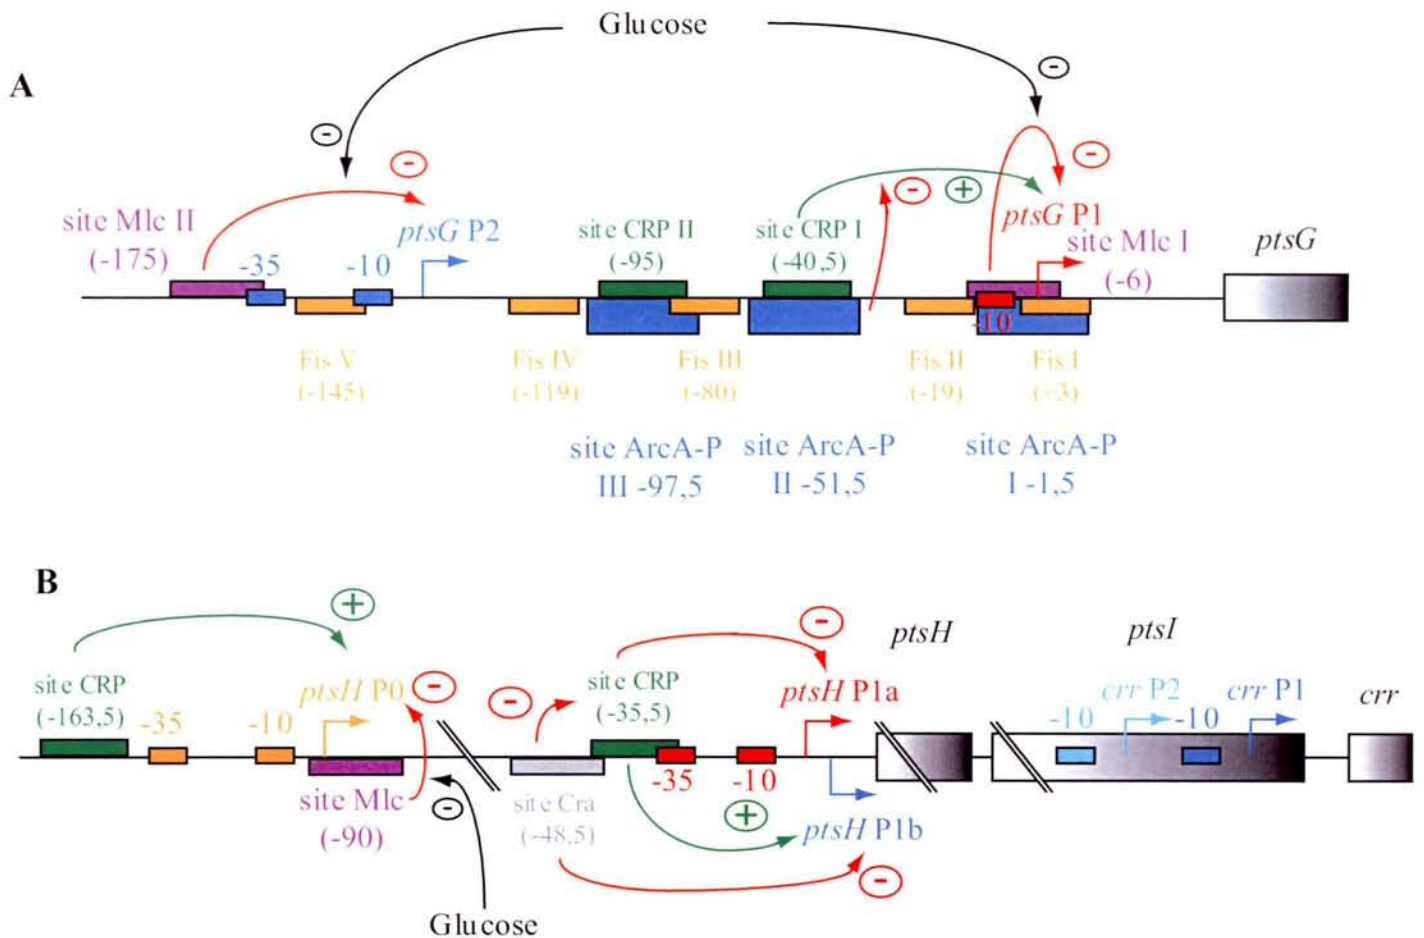 Glucose
A
-
-
-
-
site Mlc II
(-175)
-35
-10
ptsG P2
site CRP II
(-95)
site CRP I
(-40,5)
-
+
ptsG P1
site Mlc I
(-6)
ptsG
-10
Fis V
(-145)
Fis IV
(-119)
Fis III
(-80)
Fis II
(-19)
Fis I
(+3)
site ArcA-P
III -97,5
site ArcA-P
II -51,5
site ArcA-P
I -1,5
B
+
-
site CRP
(-163,5)
-35
-10
ptsH P0
-
-
site CRP
(-35,5)
ptsH P1a
ptsH
ptsI
crr P2
crr P1
crr
-10
-10
site Mlc
(-90)
-
site Cra
(-48,5)
-35
-10
+
ptsH P1b
-
Glucose